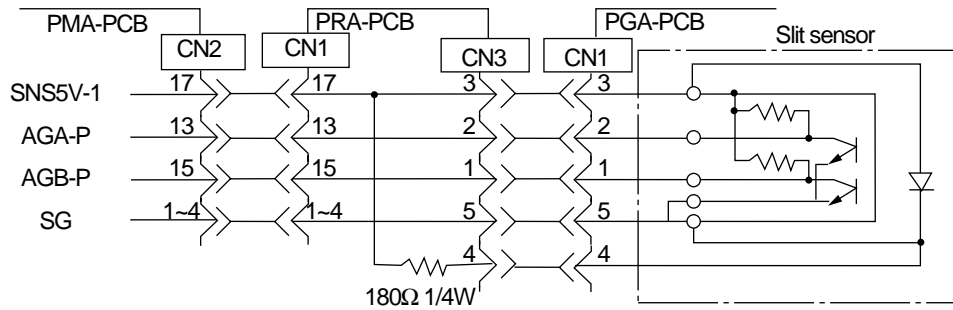 PMA-PCB PRA-PCB PGA-PCB
Slit sensor
CN2 CN1 CN3 CN1
SNS5V-1 17 17 3 3
AGA-P 13 13 2 2
AGB-P 15 15 1 1
SG 1~4 1~4 5 5
4 4
180Ω 1/4W